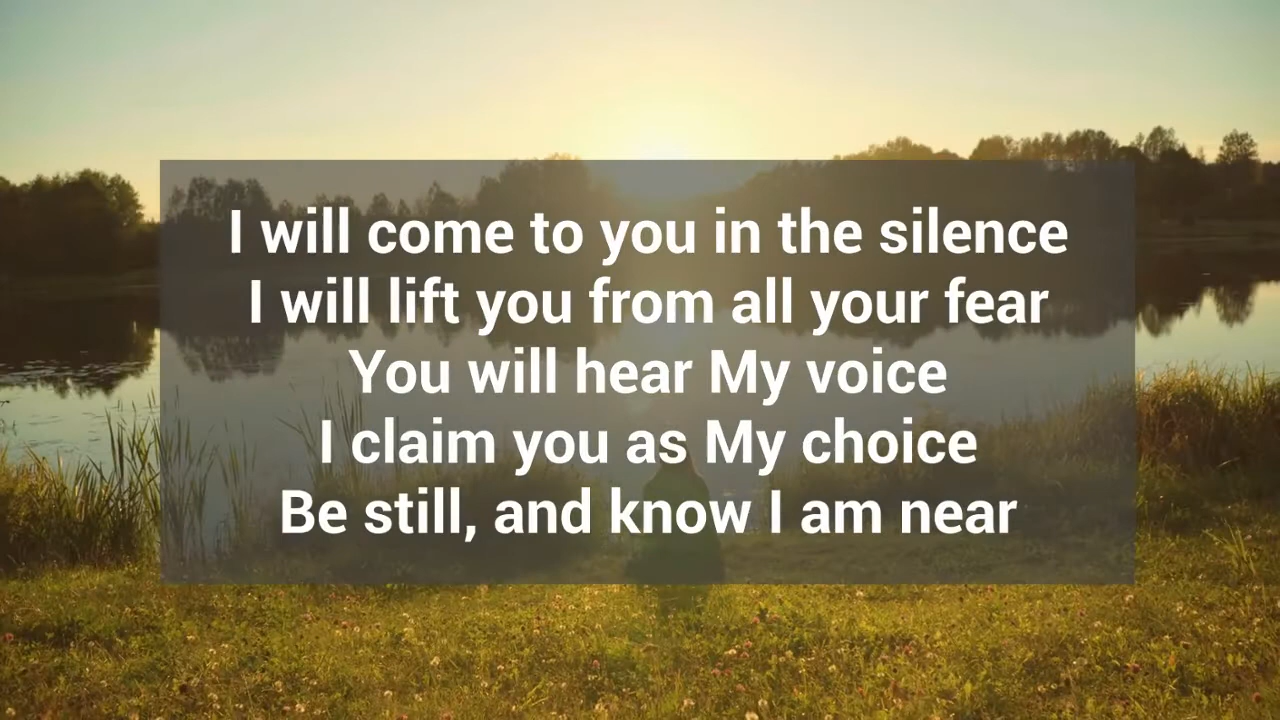 I will come to you in the silence
I will lift you from all your fear
You will hear My voice
I claim you as My choice
Be still, and know I am near